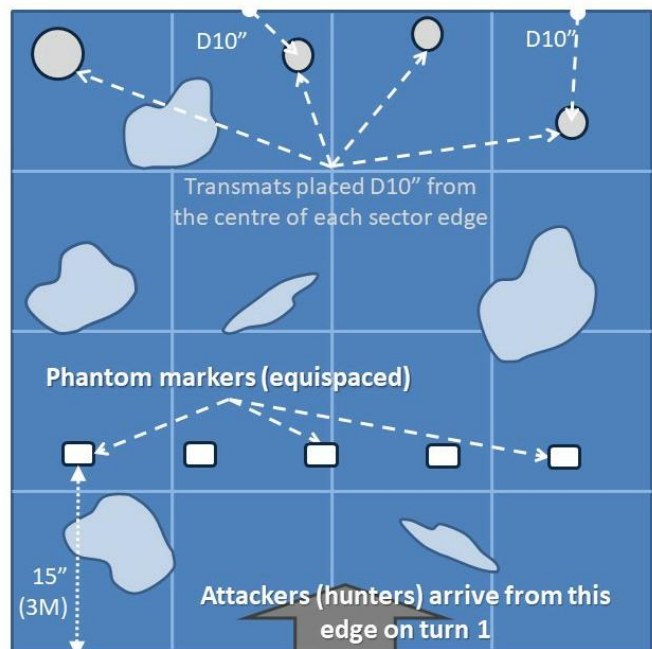 D10”
D10”
Transmats placed D10” from
the centre of each sector edge
Phantom markers (equispaced)
15”
(3M)
Attackers (hunters) arrive from this
edge on turn 1